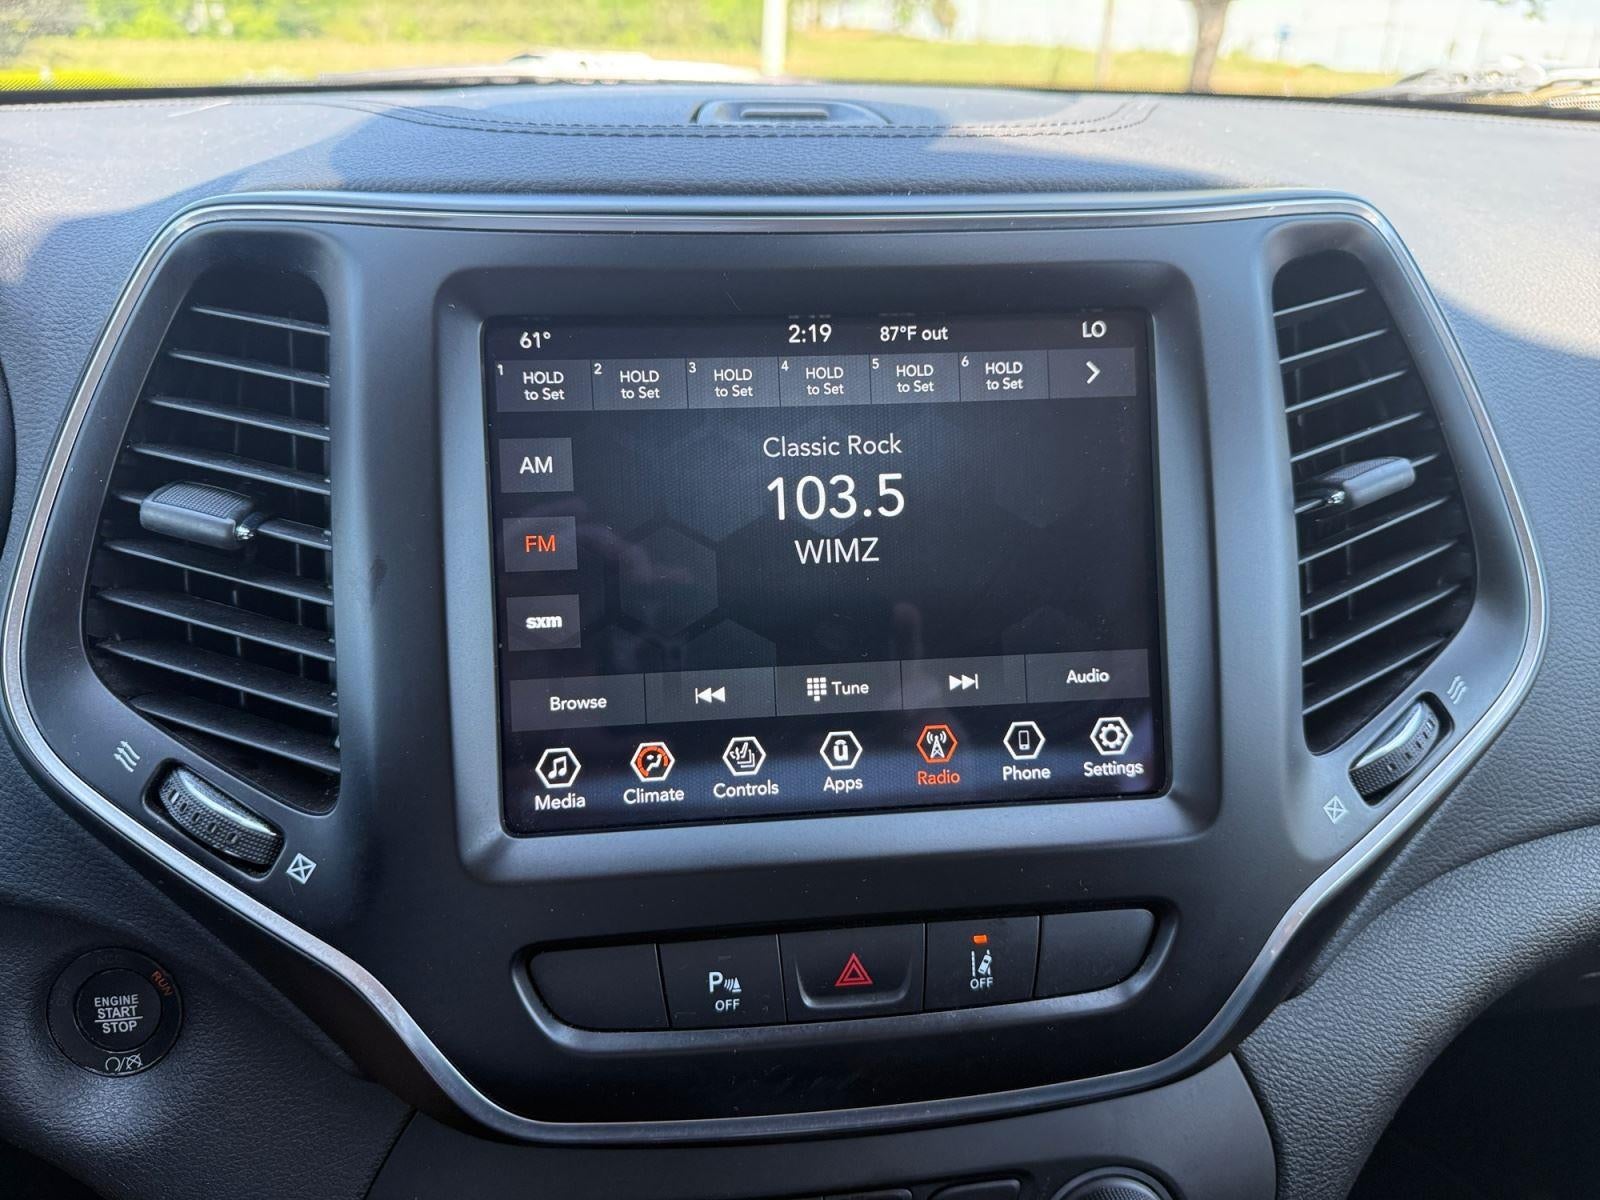 61° 2:19 87°F out LO
1 HOLD to Set 2 HOLD to Set 3 HOLD to Set 4 HOLD to Set 5 HOLD to Set 6 HOLD to Set
Classic Rock
AM
103.5
FM
WIMZ
sxm
Browse Tune Audio
Media Climate Controls Apps Radio Phone Settings
P OFF
OFF
RUN
ENGINE
START
STOP